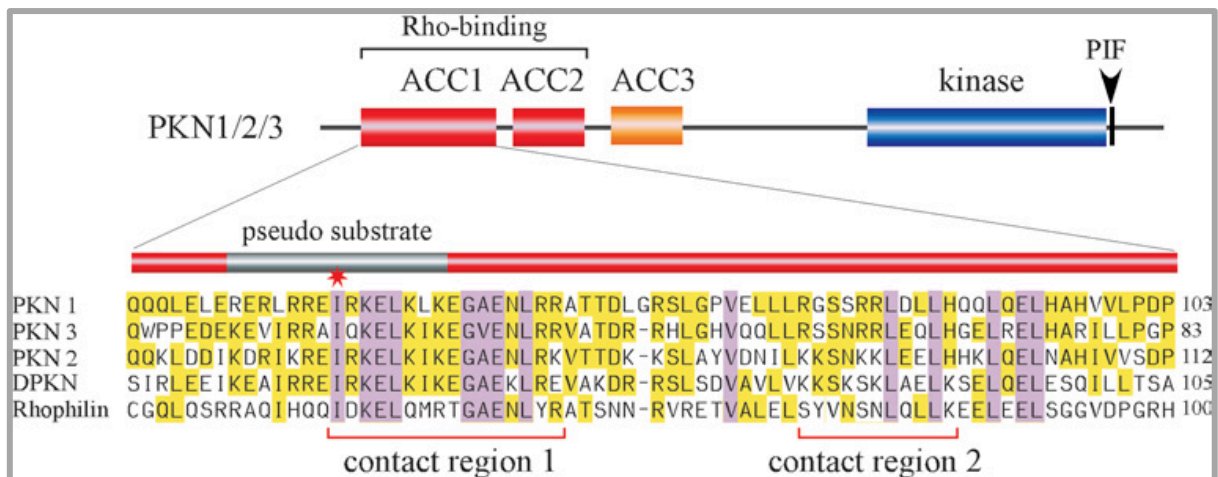 Rho-binding
PIF
ACC1 ACC2 ACC3 kinase
PKN1/2/3
pseudo substrate
PKN 1 QQQLELERERLRREIRKELKLKEGAENLRRATTDLGRSLGPVELLLRGSSRRLDLLHQQLQELHAHVVLPDP 103
PKN 3 QWPPEDEKEVIRRAIQKELKIKEGVENLRRVATDR-RHLGHVQQLLRSSNRRLEQLHGELRELHARILLPGP 83
PKN 2 QQKLDDIKDRIKREIRKELKIKEGAENLRKVTTDK-KSLAYVDNILKKSNKKLEELHHKLQELNAHIVVSDP 112
DPKN SIRLEEIKEAIRREIRKELKIKEGAEKLREVAKDR-RSLSDVAVLVKKSKSKLAELKSELQELESQILLTSA 105
Rhophilin CGQLQSRRAQIHQQIDKELQMRTGAENLYRATSNN-RVRETVALELSYVNSNLQLLKEELEELSGGVDPGRH 100
contact region 1 contact region 2